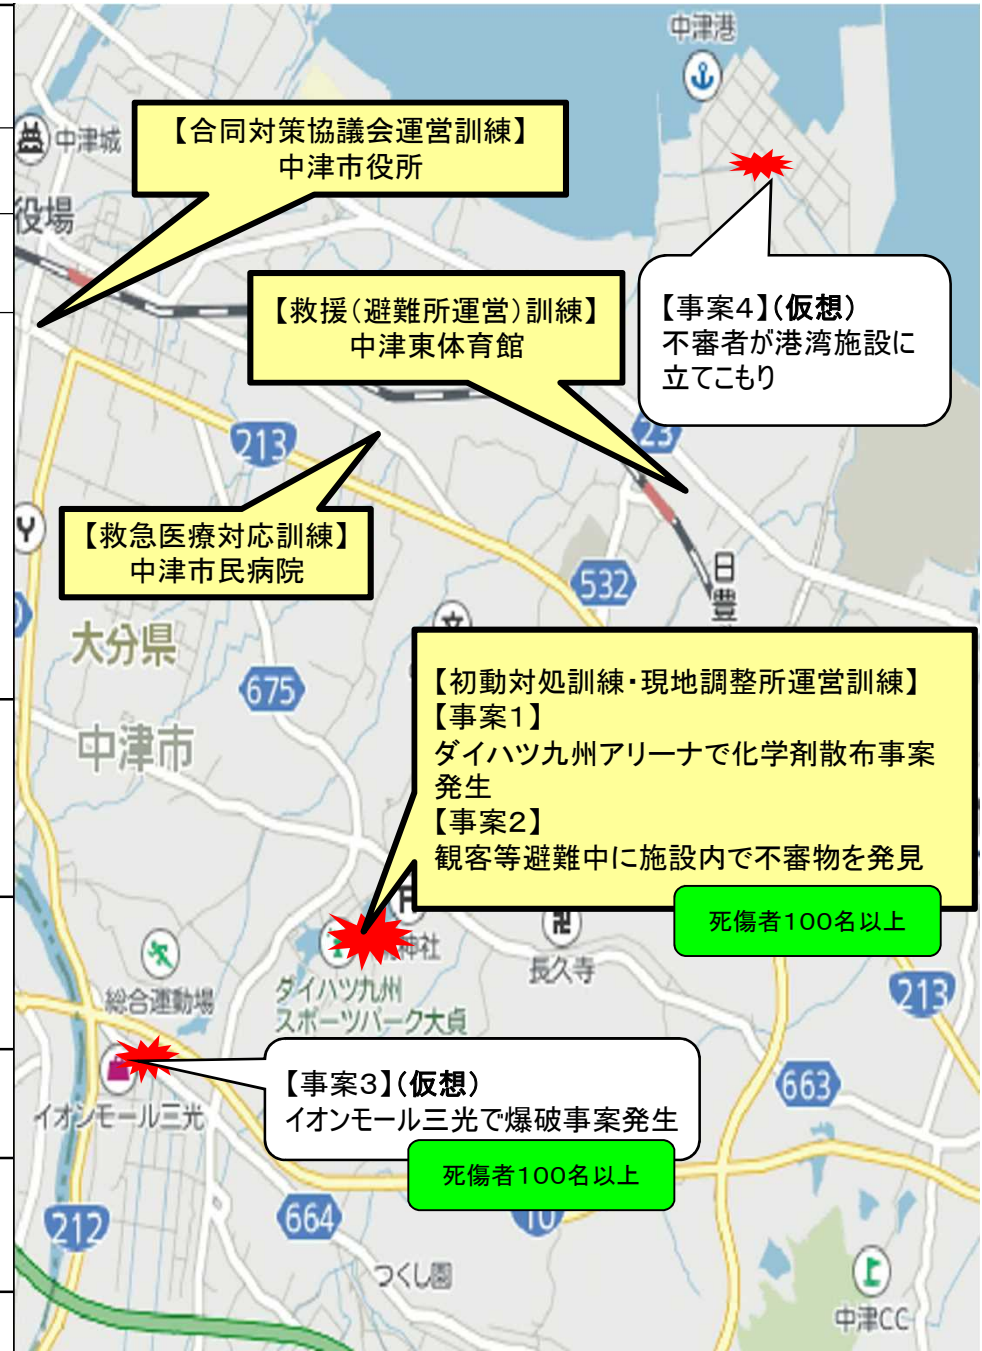 中津港
中津城
【合同対策協議会運営訓練】
中津市役所
役場
【救援（避難所運営）訓練】
中津東体育館
【事案４】（仮想）
不審者が港湾施設に
立てこもり
213
23
【救急医療対応訓練】
中津市民病院
532
日豊
大分県
675
中津市
【初動対処訓練・現地調整所運営訓練】
【事案１】
ダイハツ九州アリーナで化学剤散布事案
発生
【事案２】
観客等避難中に施設内で不審物を発見
死傷者１００名以上
神社
長久寺
総合運動場
ダイハツ九州
スポーツパーク大貞
213
【事案３】（仮想）
イオンモール三光で爆破事案発生
死傷者１００名以上
イオンモール三光
663
212
664
10
つくし園
中津CC